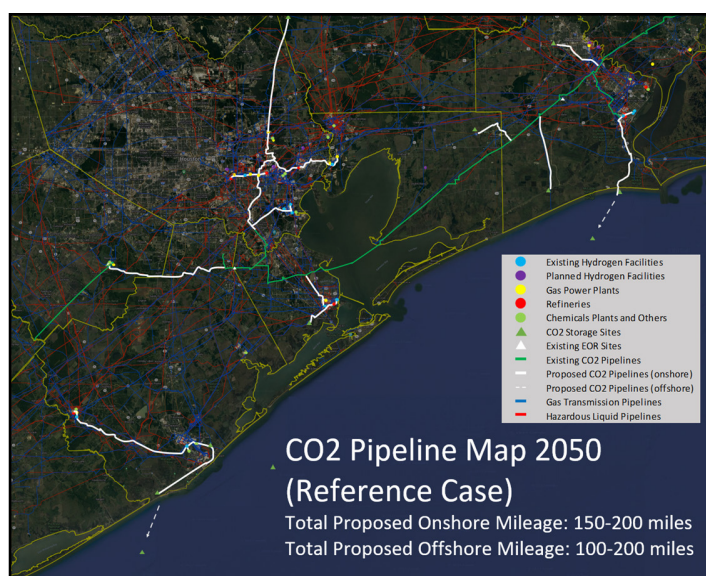 Existing Hydrogen Facilities
Planned Hydrogen Facilities
Gas Power Plants
Refineries
Chemicals Plants and Others
CO2 Storage Sites
Existing EOR Sites
Existing CO2 Pipelines
Proposed CO2 Pipelines (onshore)
Proposed CO2 Pipelines (offshore)
Gas Transmission Pipelines
Hazardous Liquid Pipelines
CO2 Pipeline Map 2050
(Reference Case)
Total Proposed Onshore Mileage: 150-200 miles
Total Proposed Offshore Mileage: 100-200 miles